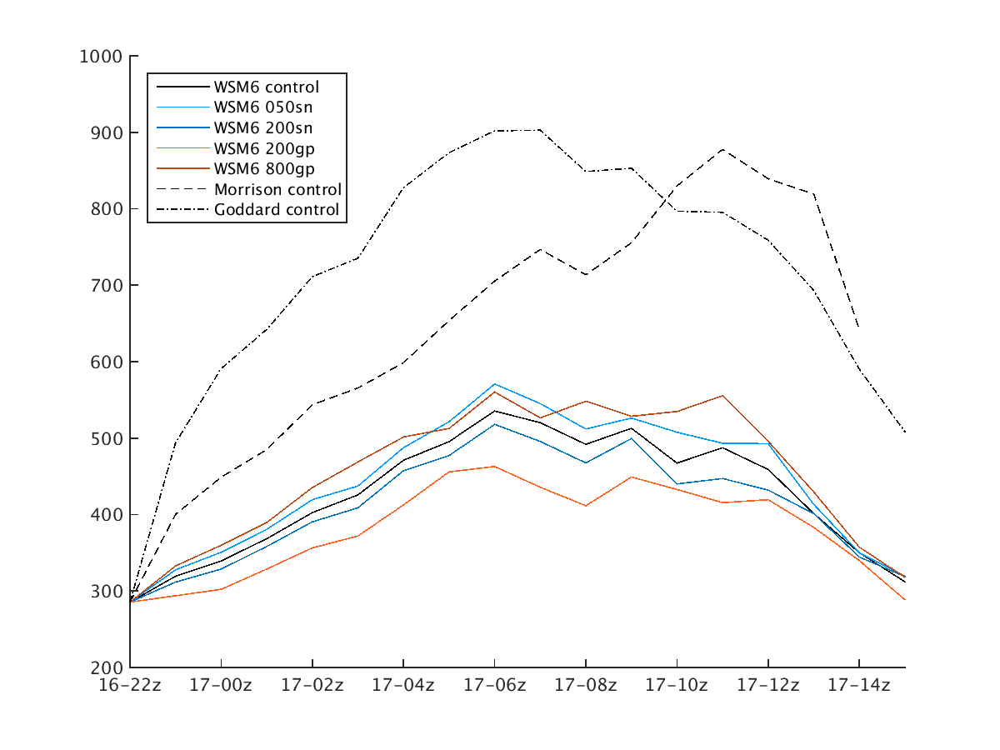 1000
900
800
700
600
500
400
300
200
WSM6 control
WSM6 050sn
WSM6 200sn
WSM6 200gp
WSM6 800gp
Morrison control
Goddard control
16-22z 17-00z 17-02z 17-04z 17-06z 17-08z 17-10z 17-12z 17-14z